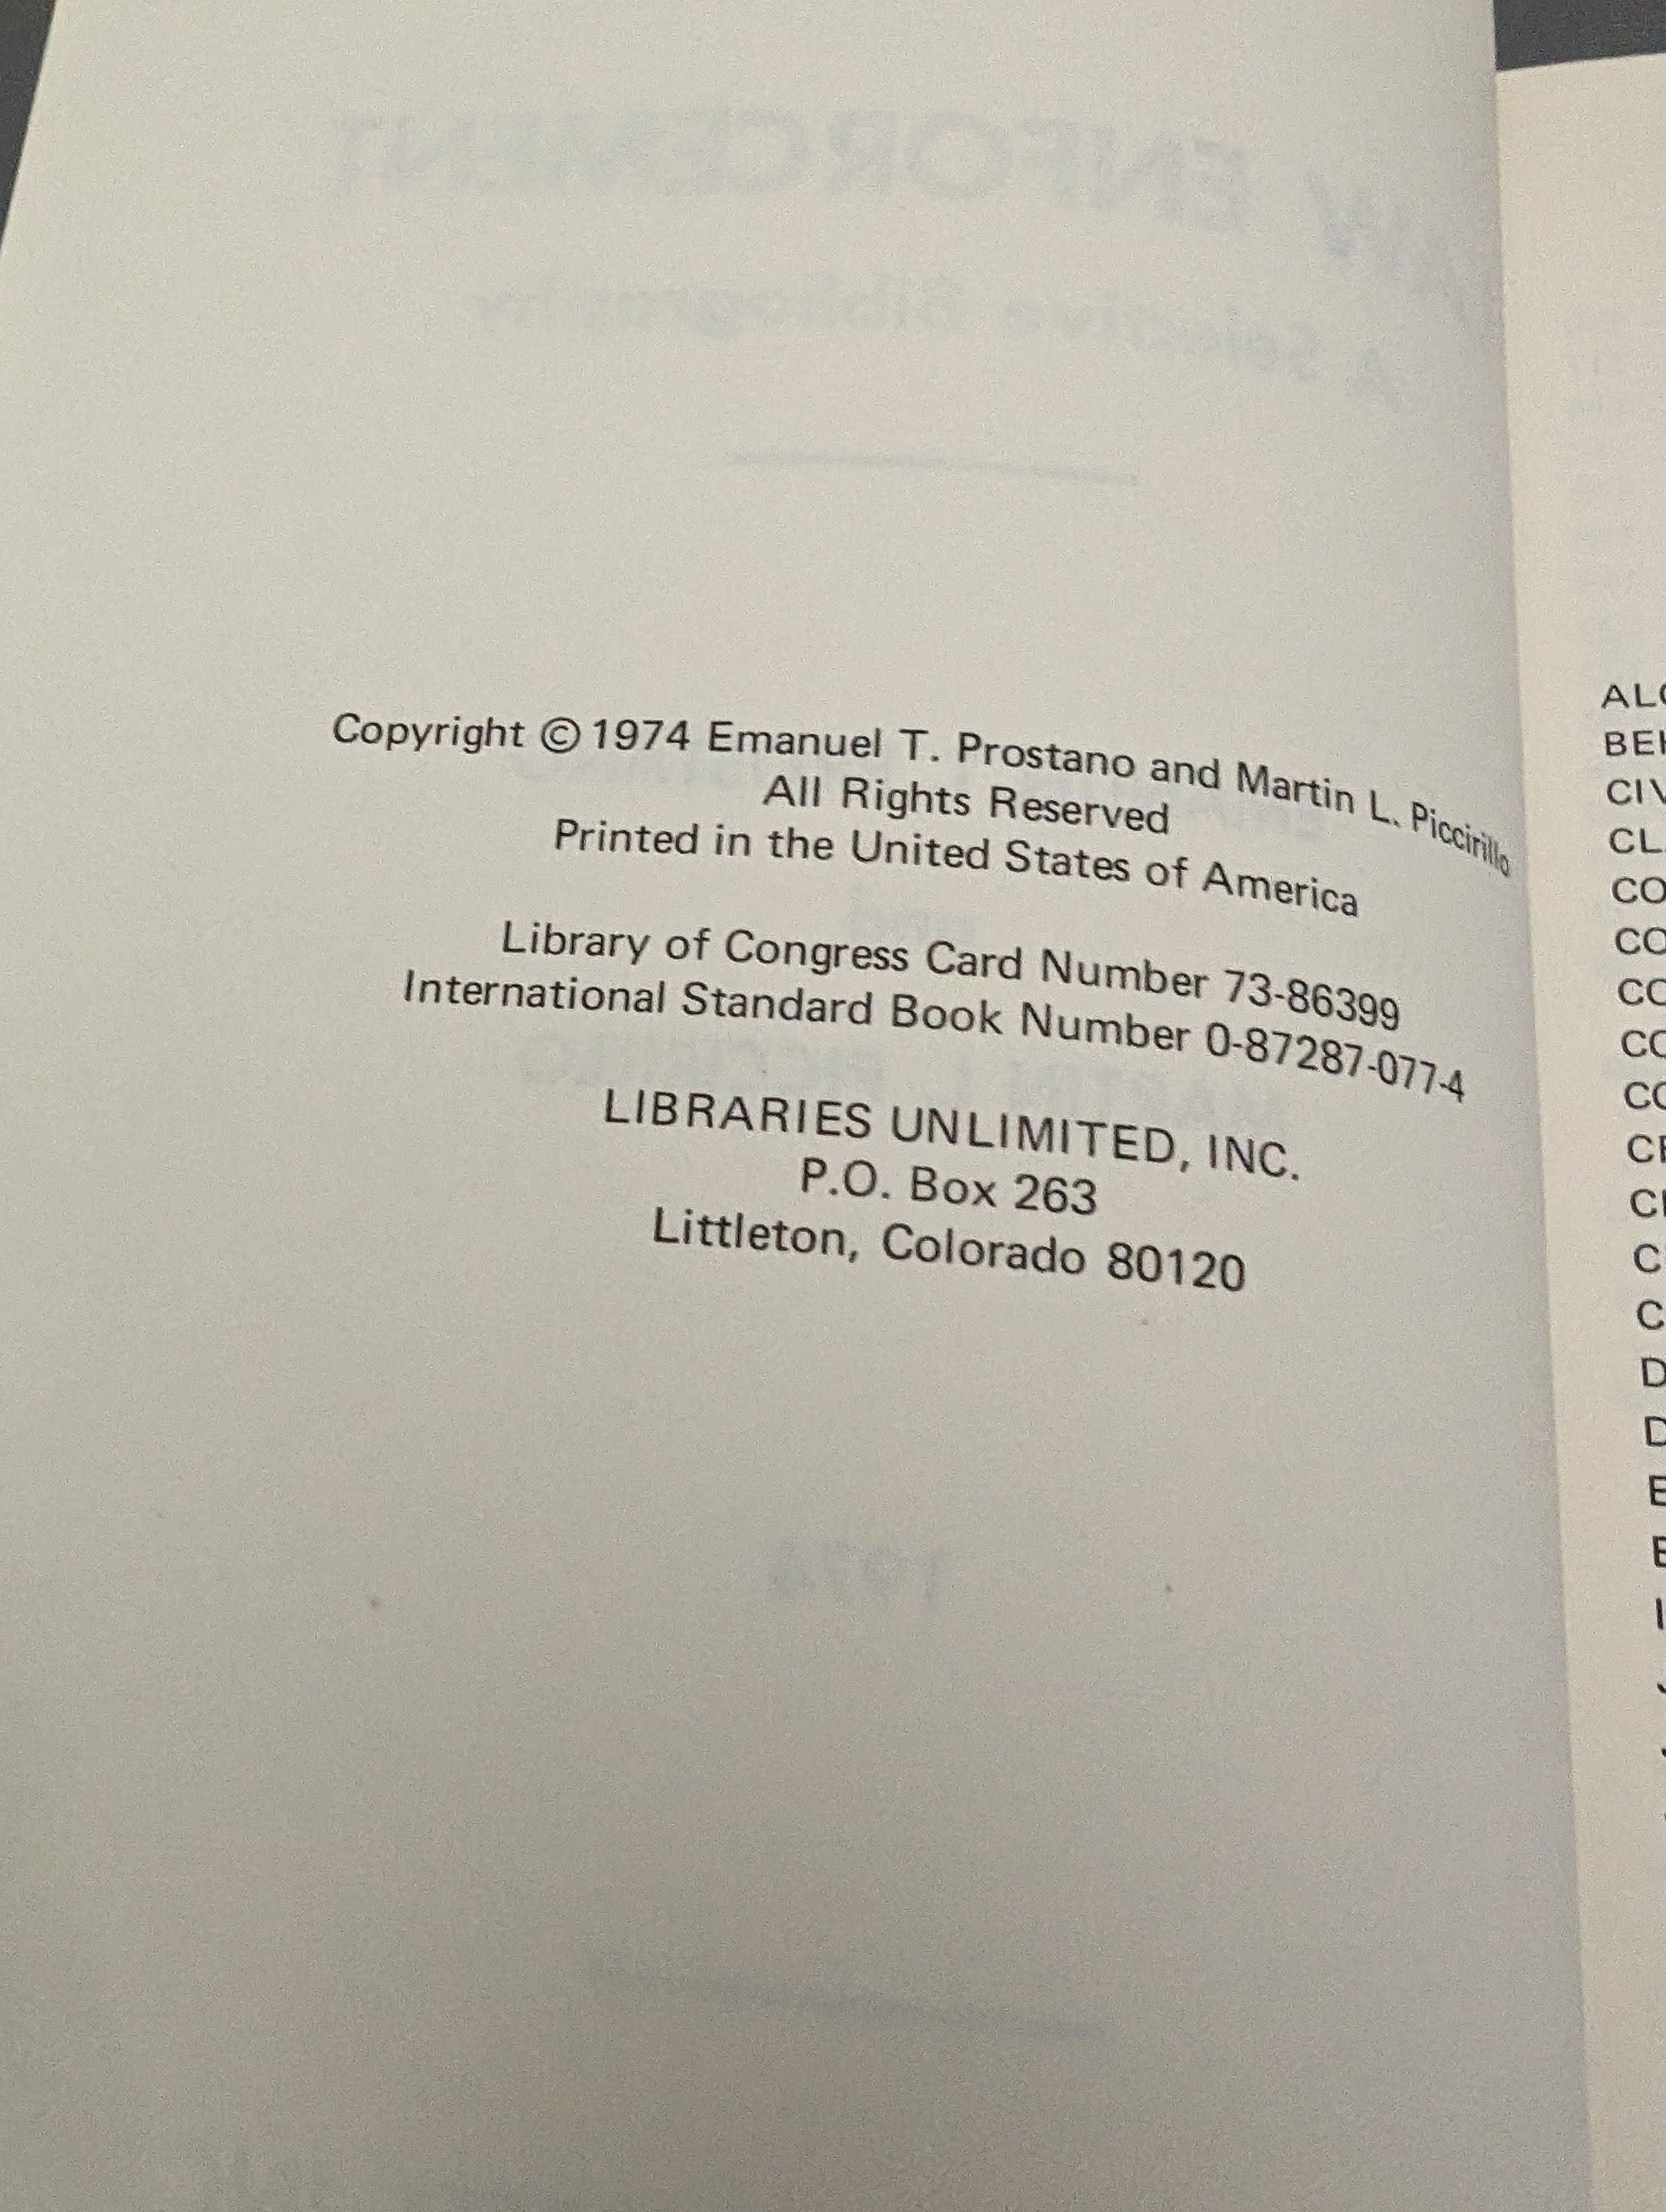 Copyright © 1974 Emanuel T. Prostano and Martin L. Piccirillo
All Rights Reserved
Printed in the United States of America
Library of Congress Card Number 73-86399
International Standard Book Number 0-87287-077-4
LIBRARIES UNLIMITED, INC.
P.O. Box 263
Littleton, Colorado 80120